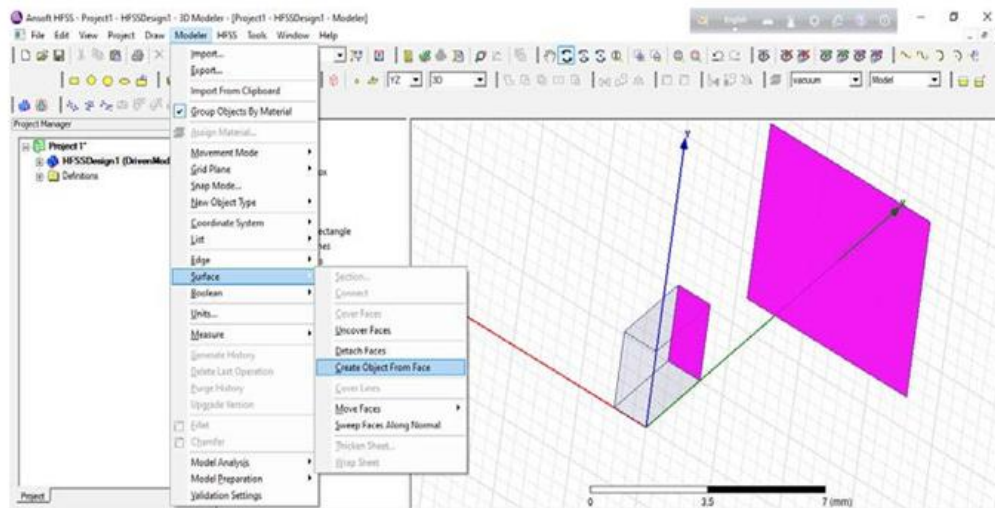 Ansoft HFSS - Project1 - HFSSDesign1 - 3D Modeler - [Project1 - HFSSDesign1 - Modeler]
File Edit View Project Draw Modeler HFSS Tools Window Help
YZ 3D vacuum Model
Project Manager
Project1*
HFSSDesign1 (DrivenMod
Definitions
Project
Import...
Export...
Import From Clipboard
Group Objects By Material
Assign Material...
Movement Mode
Grid Plane
Snap Mode...
New Object Type
Coordinate System
List
Edge
Surface
Boolean
Units...
Measure
Generate History
Delete Last Operation
Purge History
Upgrade Version
Fillet
Chamfer
Model Analysis
Model Preparation
Validation Settings
ox
ectangle
nes
Section...
Connect
Cover Faces
Uncover Faces
Detach Faces
Create Object From Face
Cover Lines
Move Faces
Sweep Faces Along Normal
Thicken Sheet...
Wrap Sheet
0 3.5 7 (mm)